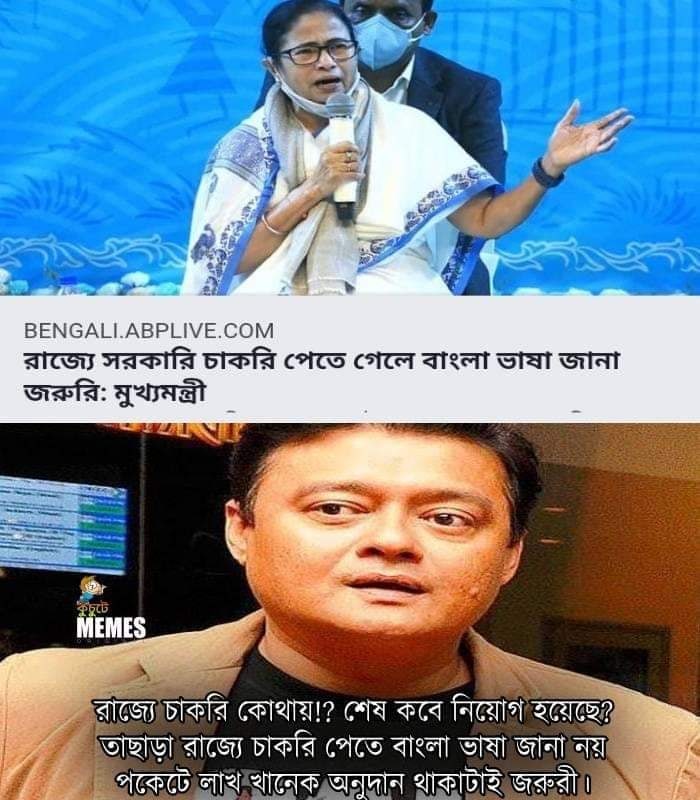 BENGALI.ABPLIVE.COM
রাজ্যে সরকারি চাকরি পেতে গেলে বাংলা ভাষা জানা
জরুরি: মুখ্যমন্ত্রী
কুচুটে
MEMES
রাজ্যে চাকরি কোথায়!? শেষ কবে নিয়োগ হয়েছে?
তাছাড়া রাজ্যে চাকরি পেতে বাংলা ভাষা জানা নয়
পকেটে লাখ খানেক অনুদান থাকাটাই জরুরী।